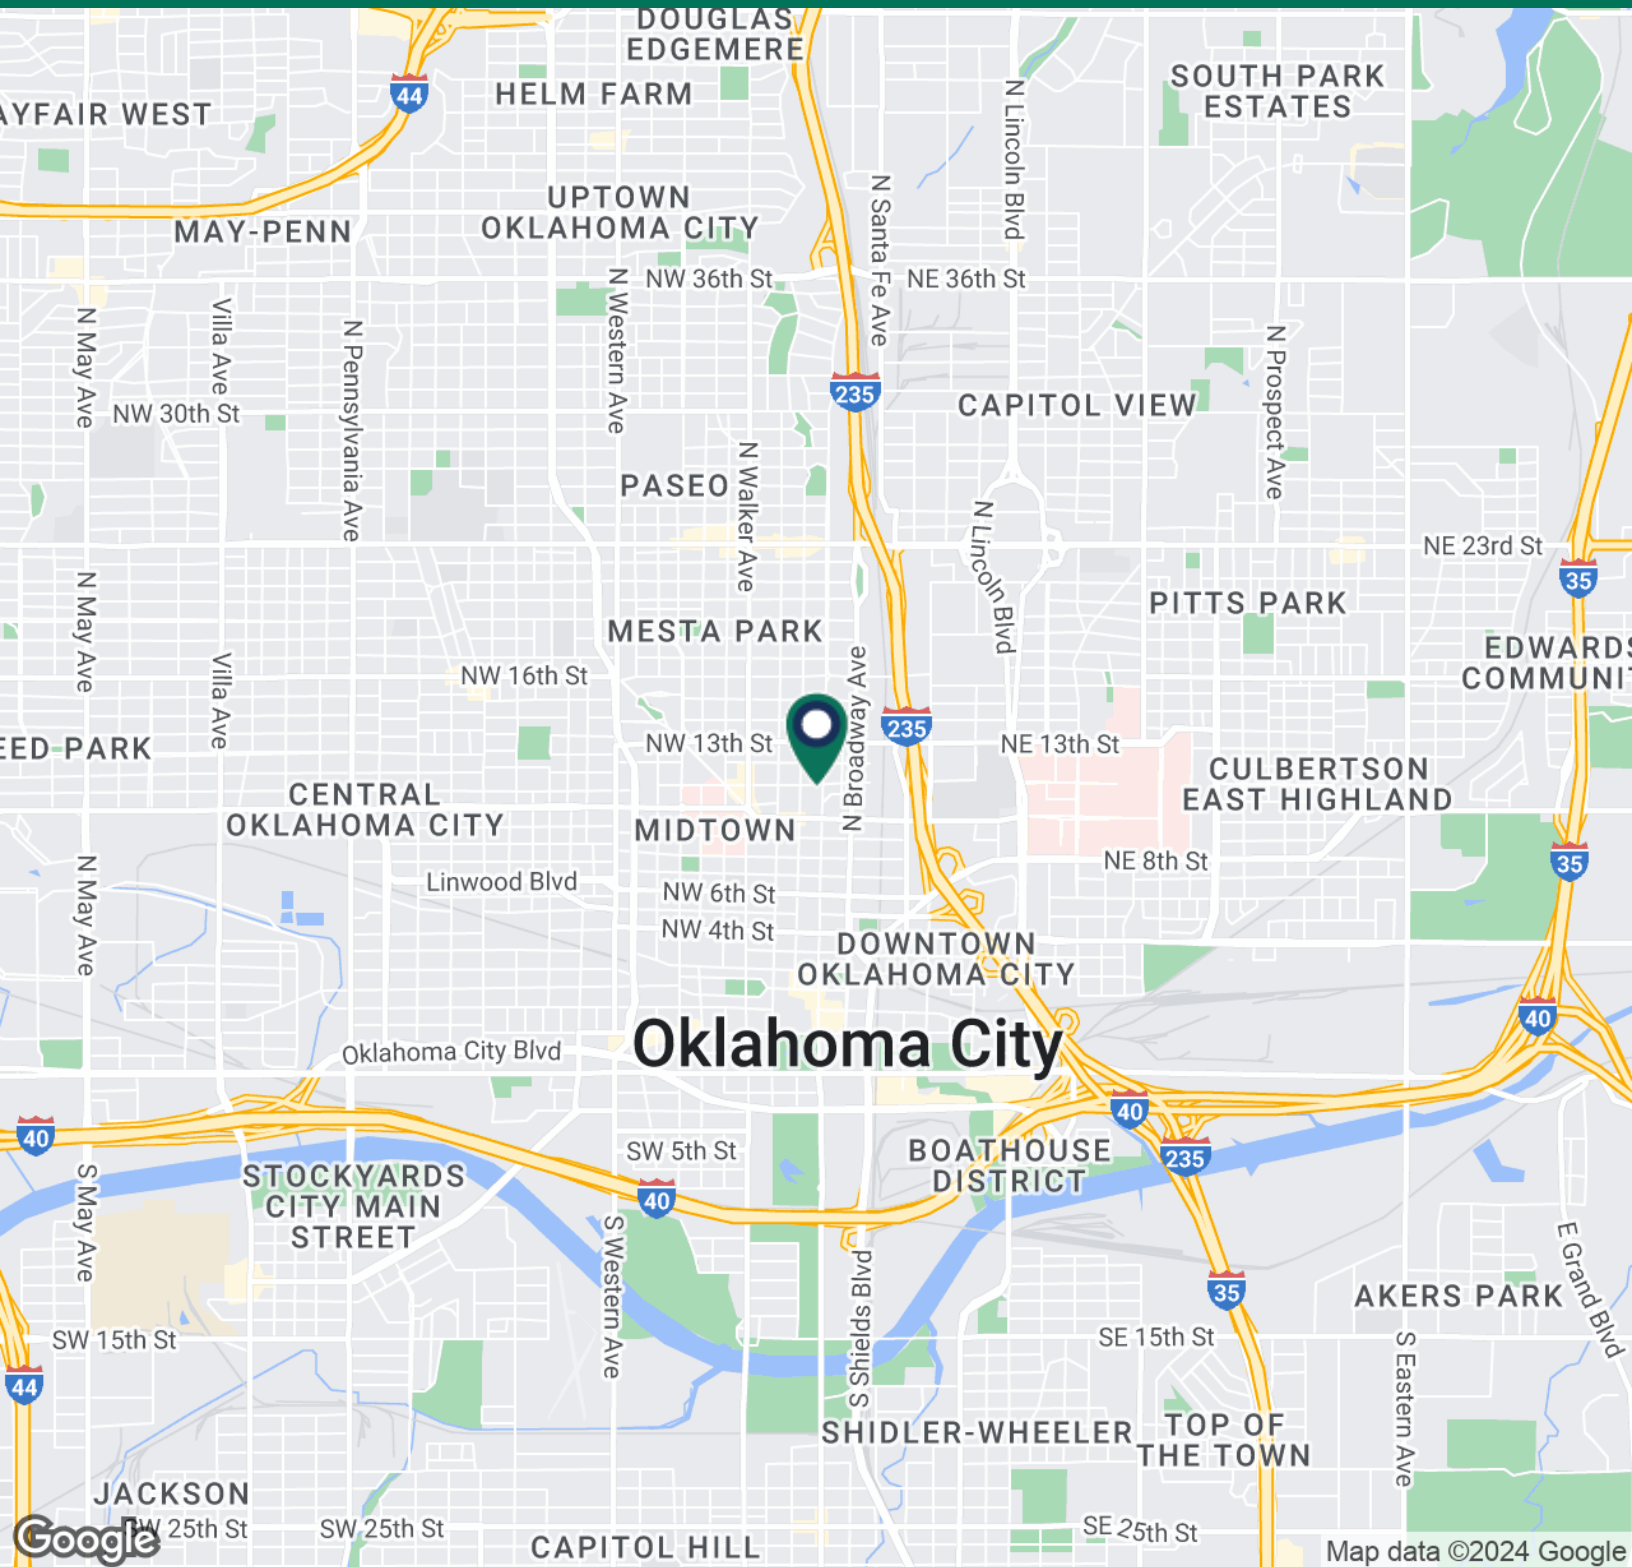 DOUGLAS
EDGEMERE
44
HELM FARM
SOUTH PARK
ESTATES
AYFAIR WEST
N Lincoln Blvd
UPTOWN
OKLAHOMA CITY
N Santa Fe Ave
MAY-PENN
NW 36th St
NE 36th St
N Western Ave
Villa Ave
N May Ave
N Pennsylvania Ave
N Prospect Ave
235
CAPITOL VIEW
NW 30th St
N Walker Ave
PASEO
N Lincoln Blvd
NE 23rd St
35
N May Ave
PITTS PARK
MESTA PARK
EDWARDS
COMMUNIT
N Broadway Ave
Villa Ave
NW 16th St
235
NW 13th St
NE 13th St
EED PARK
CULBERTSON
EAST HIGHLAND
CENTRAL
OKLAHOMA CITY
MIDTOWN
NE 8th St
35
N May Ave
Linwood Blvd
NW 6th St
NW 4th St
DOWNTOWN
OKLAHOMA CITY
40
Oklahoma City
Oklahoma City Blvd
40
40
SW 5th St
BOATHOUSE
DISTRICT
235
STOCKYARDS
CITY MAIN
STREET
S May Ave
40
S Western Ave
S Shields Blvd
E Grand Blvd
35
AKERS PARK
SW 15th St
SE 15th St
S Eastern Ave
44
SHIDLER-WHEELER
TOP OF
THE TOWN
JACKSON
SW 25th St
SW 25th St
SE 25th St
CAPITOL HILL
Google
Map data ©2024 Google